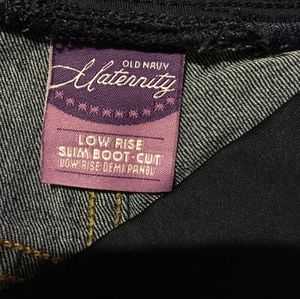 OLD NAVY
Maternity
LOW RISE
SLIM BOOT-CUT
LOW-RISE DEMI PANEL